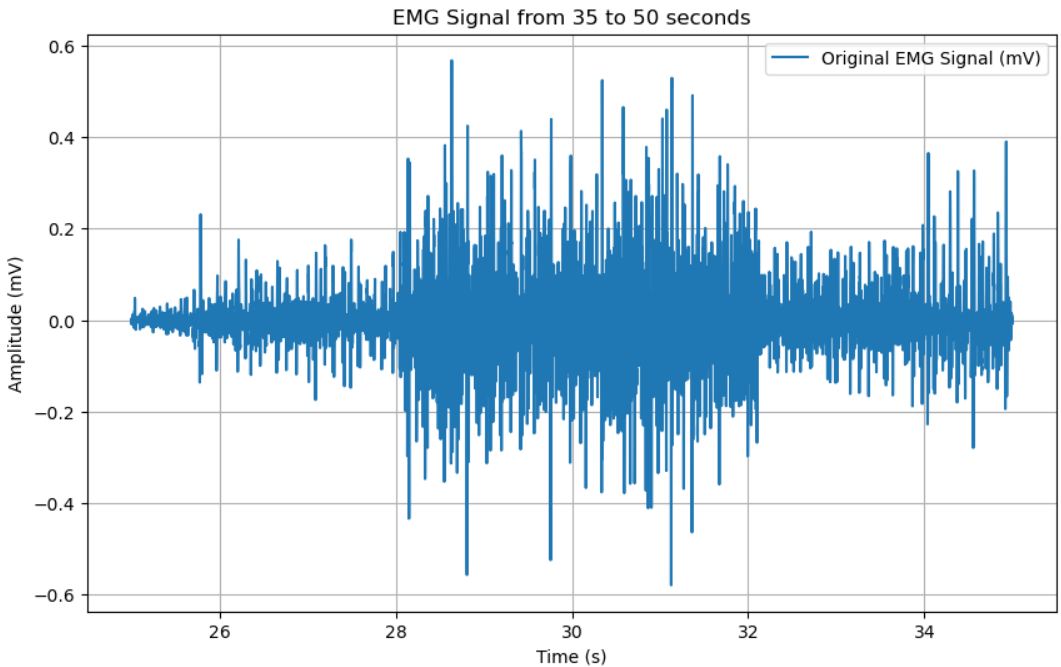 EMG Signal from 35 to 50 seconds
Original EMG Signal (mV)
Amplitude (mV)
0.6
0.4
0.2
0.0
−0.2
−0.4
−0.6
26 28 30 32 34
Time (s)